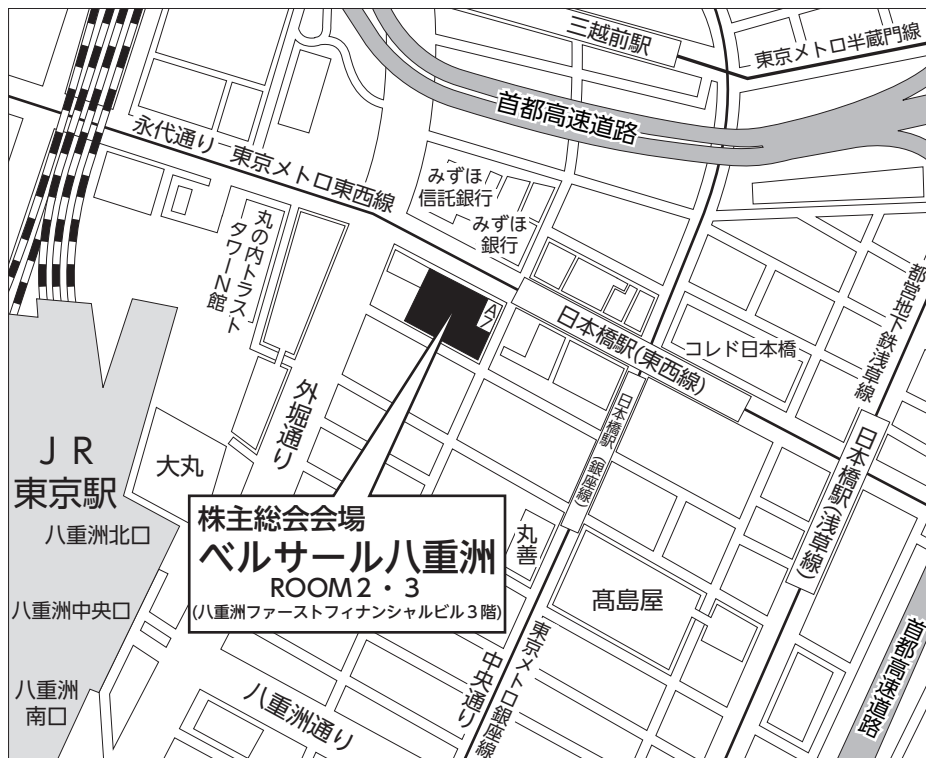 三越前駅
東京メトロ半蔵門線
首都高速道路
永代通り
東京メトロ東西線
みずほ
信託銀行
みずほ
銀行
丸の内トラスト
タワーN館
A7
日本橋駅(東西線)
コレド日本橋
都営地下鉄浅草線
外堀通り
日本橋駅(銀座線)
日本橋駅(浅草線)
JR
東京駅
大丸
八重洲北口
株主総会会場
ベルサール八重洲
ROOM2・3
(八重洲ファーストフィナンシャルビル3階)
丸善
髙島屋
八重洲中央口
八重洲
南口
八重洲通り
中央通り
東京メトロ銀座線
首都高速道路